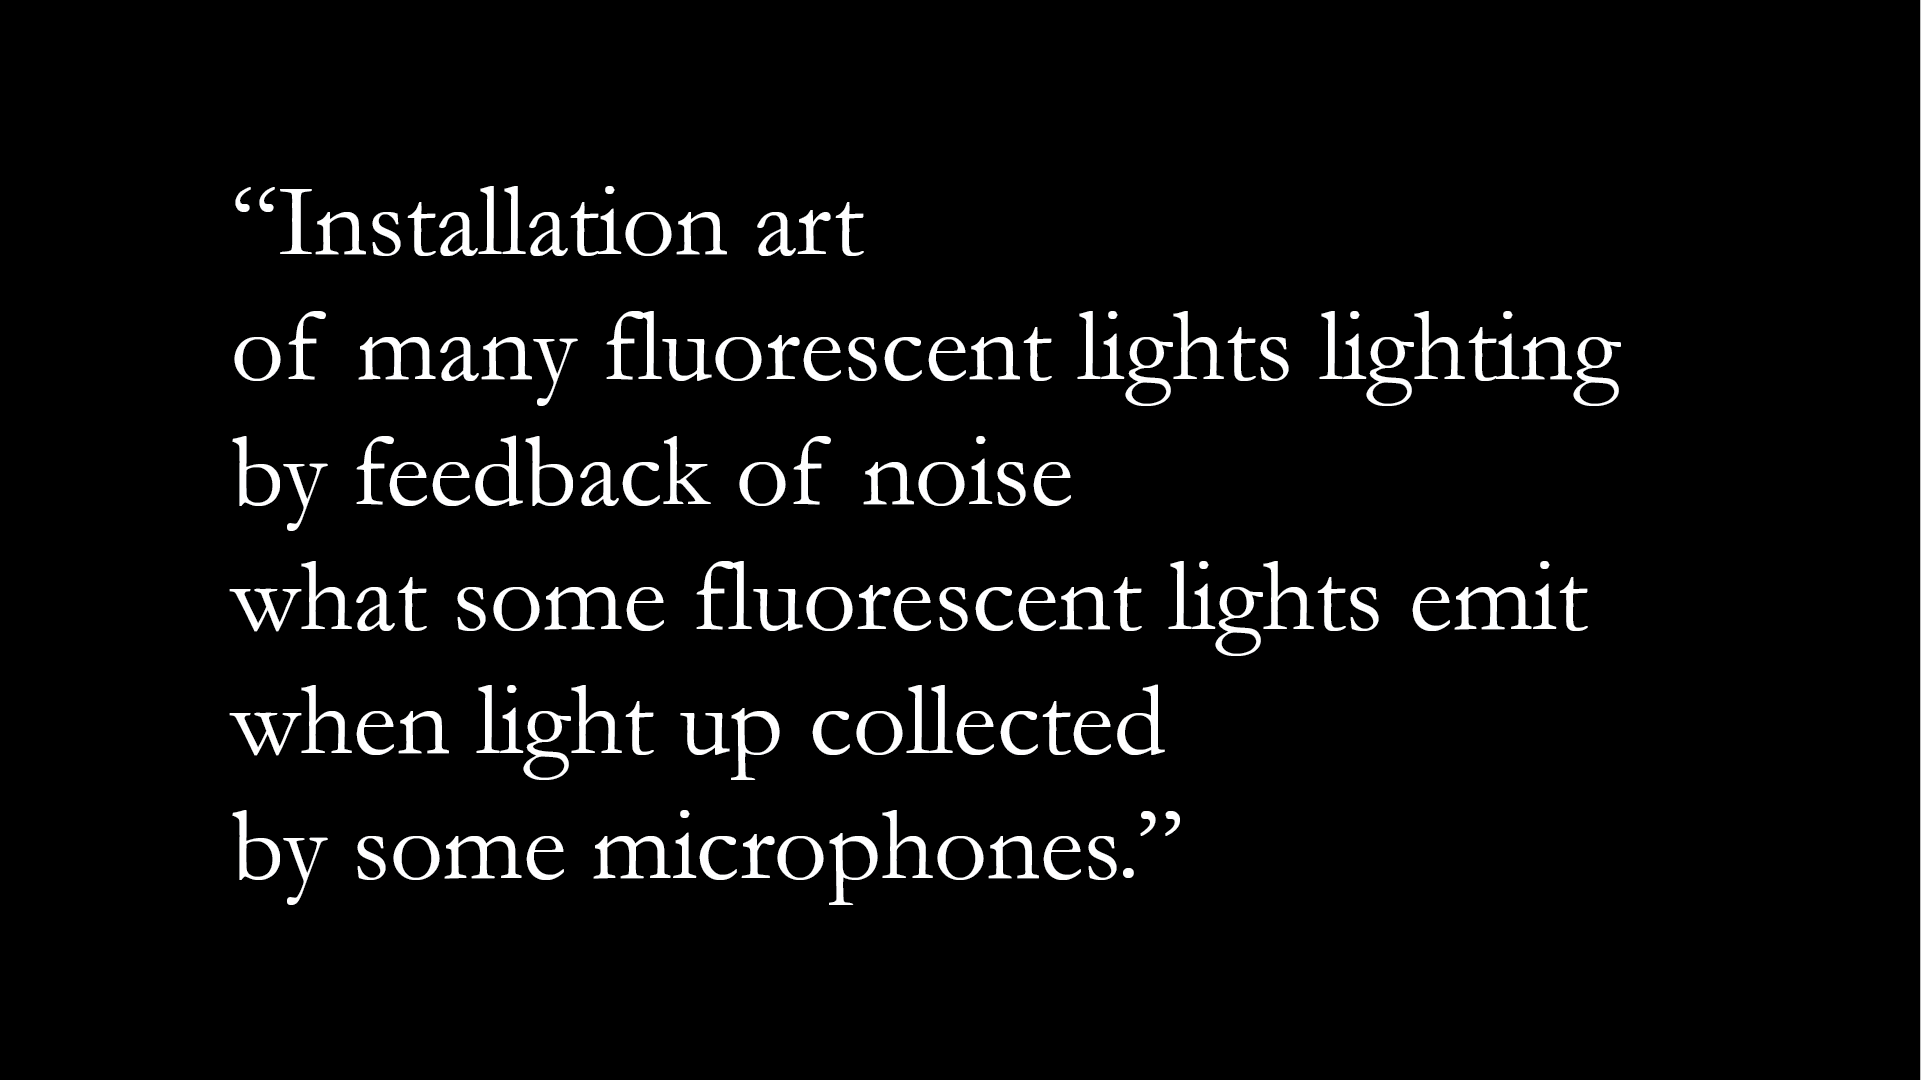 “Installation art
of many fluorescent lights lighting
by feedback of noise
what some fluorescent lights emit
when light up collected
by some microphones.”